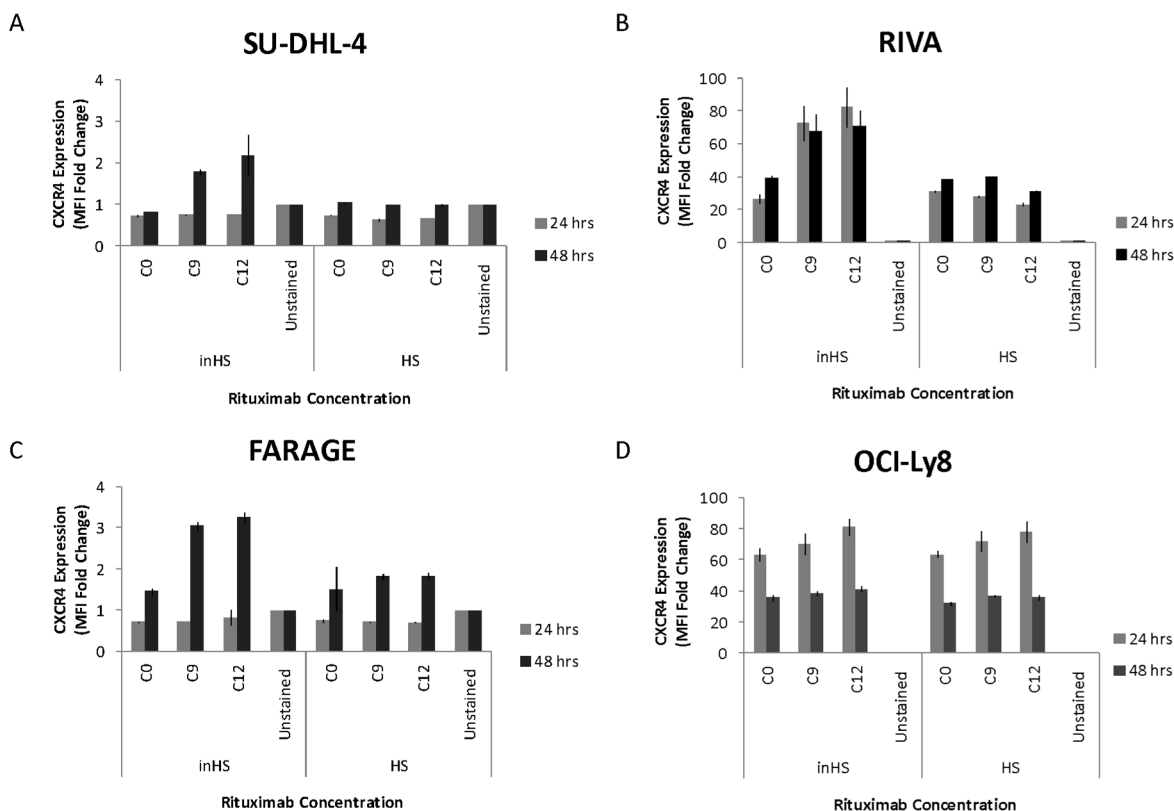 A
SU-DHL-4
CXCR4 Expression
(MFI Fold Change)
4
3
2
1
0
C0
C9
C12
Unstained
C0
C9
C12
Unstained
inHS
HS
Rituximab Concentration
24 hrs
48 hrs
B
RIVA
CXCR4 Expression
(MFI Fold Change)
100
80
60
40
20
0
C0
C9
C12
Unstained
C0
C9
C12
Unstained
inHS
HS
Rituximab Concentration
24 hrs
48 hrs
C
FARAGE
CXCR4 Expression
(MFI Fold Change)
4
3
2
1
0
C0
C9
C12
Unstained
C0
C9
C12
Unstained
inHS
HS
Rituximab Concentration
24 hrs
48 hrs
D
OCI-Ly8
CXCR4 Expression
(MFI Fold Change)
100
80
60
40
20
0
C0
C9
C12
Unstained
C0
C9
C12
Unstained
inHS
HS
Rituximab Concentration
24 hrs
48 hrs